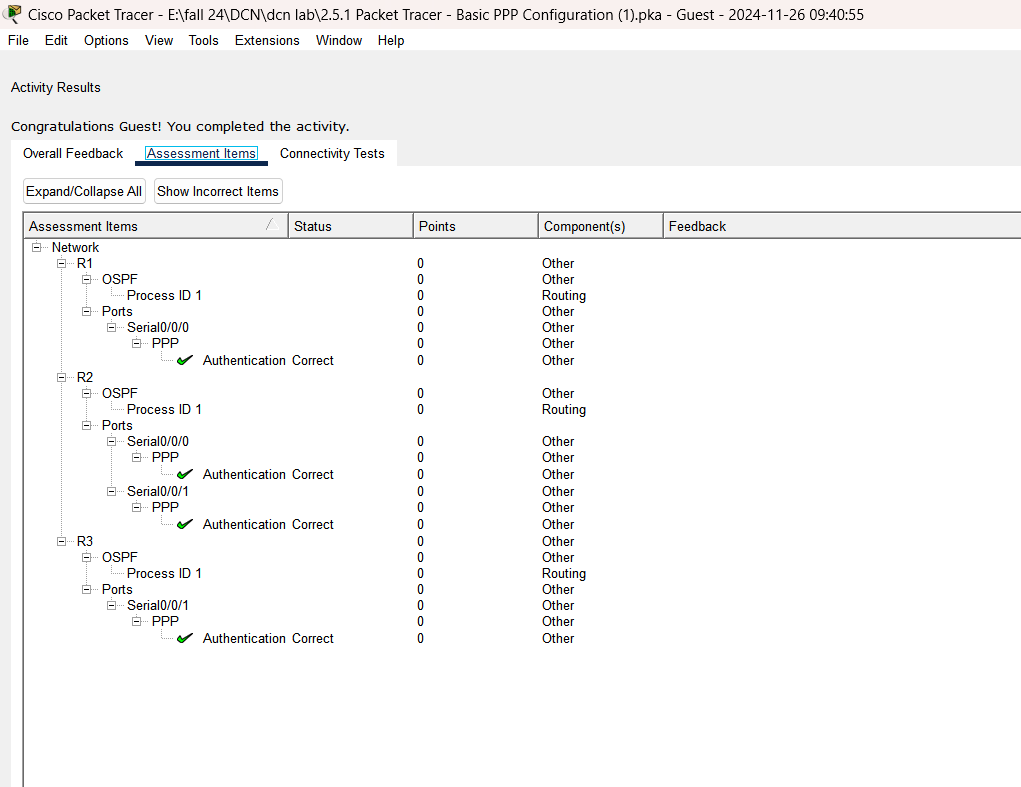 Cisco Packet Tracer - E:\fall 24\DCN\dcn lab\2.5.1 Packet Tracer - Basic PPP Configuration (1).pka - Guest - 2024-11-26 09:40:55
File Edit Options View Tools Extensions Window Help
Activity Results
Congratulations Guest! You completed the activity.
Overall Feedback Assessment Items Connectivity Tests
Expand/Collapse All Show Incorrect Items
Assessment Items Status Points Component(s) Feedback
Network
R1 0 Other
OSPF 0 Other
Process ID 1 0 Routing
Ports 0 Other
Serial0/0/0 0 Other
PPP 0 Other
Authentication Correct 0 Other
R2
OSPF 0 Other
Process ID 1 0 Routing
Ports
Serial0/0/0 0 Other
PPP 0 Other
Authentication Correct 0 Other
Serial0/0/1 0 Other
PPP 0 Other
Authentication Correct 0 Other
R3 0 Other
OSPF 0 Other
Process ID 1 0 Routing
Ports 0 Other
Serial0/0/1 0 Other
PPP 0 Other
Authentication Correct 0 Other